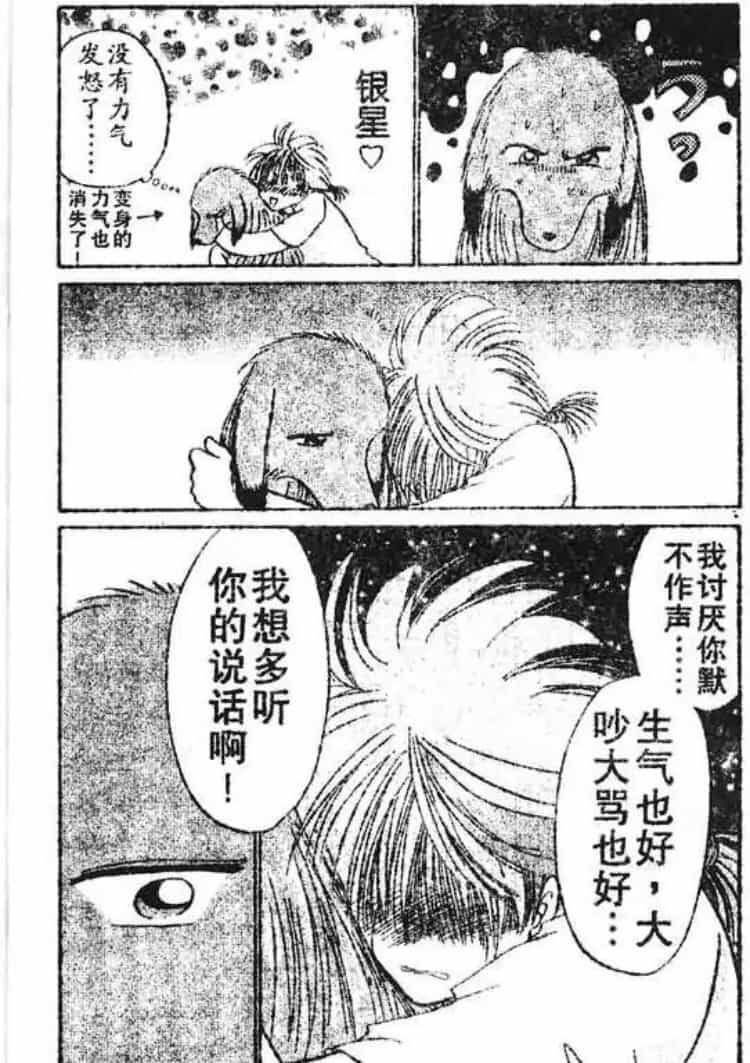 つ?
银星♡
没有力气
发怒了………
变身的
力气也
消失了！
我讨厌你默
不作声……
生气也好，大
吵大骂也好…
我想多听
你的说话啊！